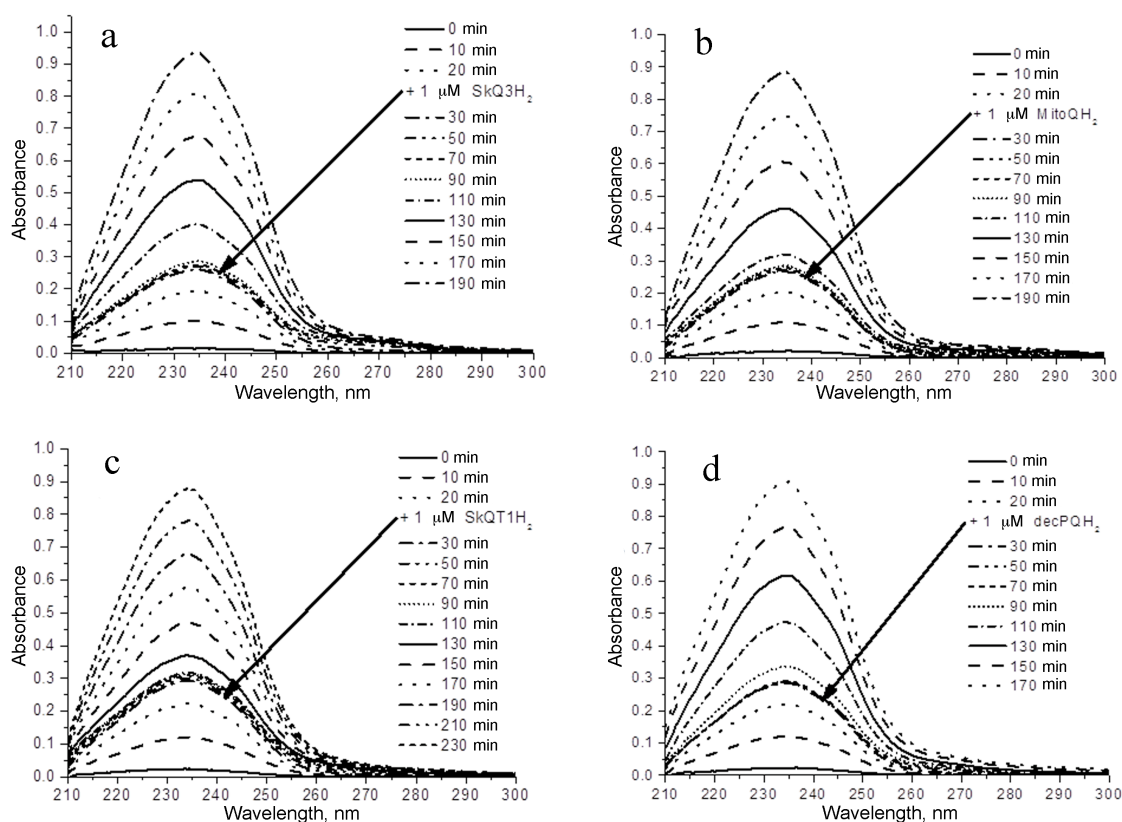 a
Absorbance
1.0
0.9
0.8
0.7
0.6
0.5
0.4
0.3
0.2
0.1
0.0
210 220 230 240 250 260 270 280 290 300
Wavelength, nm
0 min
10 min
20 min
+ 1 μM SkQ3H2
30 min
50 min
70 min
90 min
110 min
130 min
150 min
170 min
190 min
b
Absorbance
1.0
0.9
0.8
0.7
0.6
0.5
0.4
0.3
0.2
0.1
0.0
210 220 230 240 250 260 270 280 290 300
Wavelength, nm
0 min
10 min
20 min
+ 1 μM MitoQH2
30 min
50 min
70 min
90 min
110 min
130 min
150 min
170 min
190 min
c
Absorbance
1.0
0.9
0.8
0.7
0.6
0.5
0.4
0.3
0.2
0.1
0.0
210 220 230 240 250 260 270 280 290 300
Wavelength, nm
0 min
10 min
20 min
+ 1 μM SkQT1H2
30 min
50 min
70 min
90 min
110 min
130 min
150 min
170 min
190 min
210 min
230 min
d
Absorbance
1.0
0.9
0.8
0.7
0.6
0.5
0.4
0.3
0.2
0.1
0.0
210 220 230 240 250 260 270 280 290 300
Wavelength, nm
0 min
10 min
20 min
+ 1 μM decPQH2
30 min
50 min
70 min
90 min
110 min
130 min
150 min
170 min